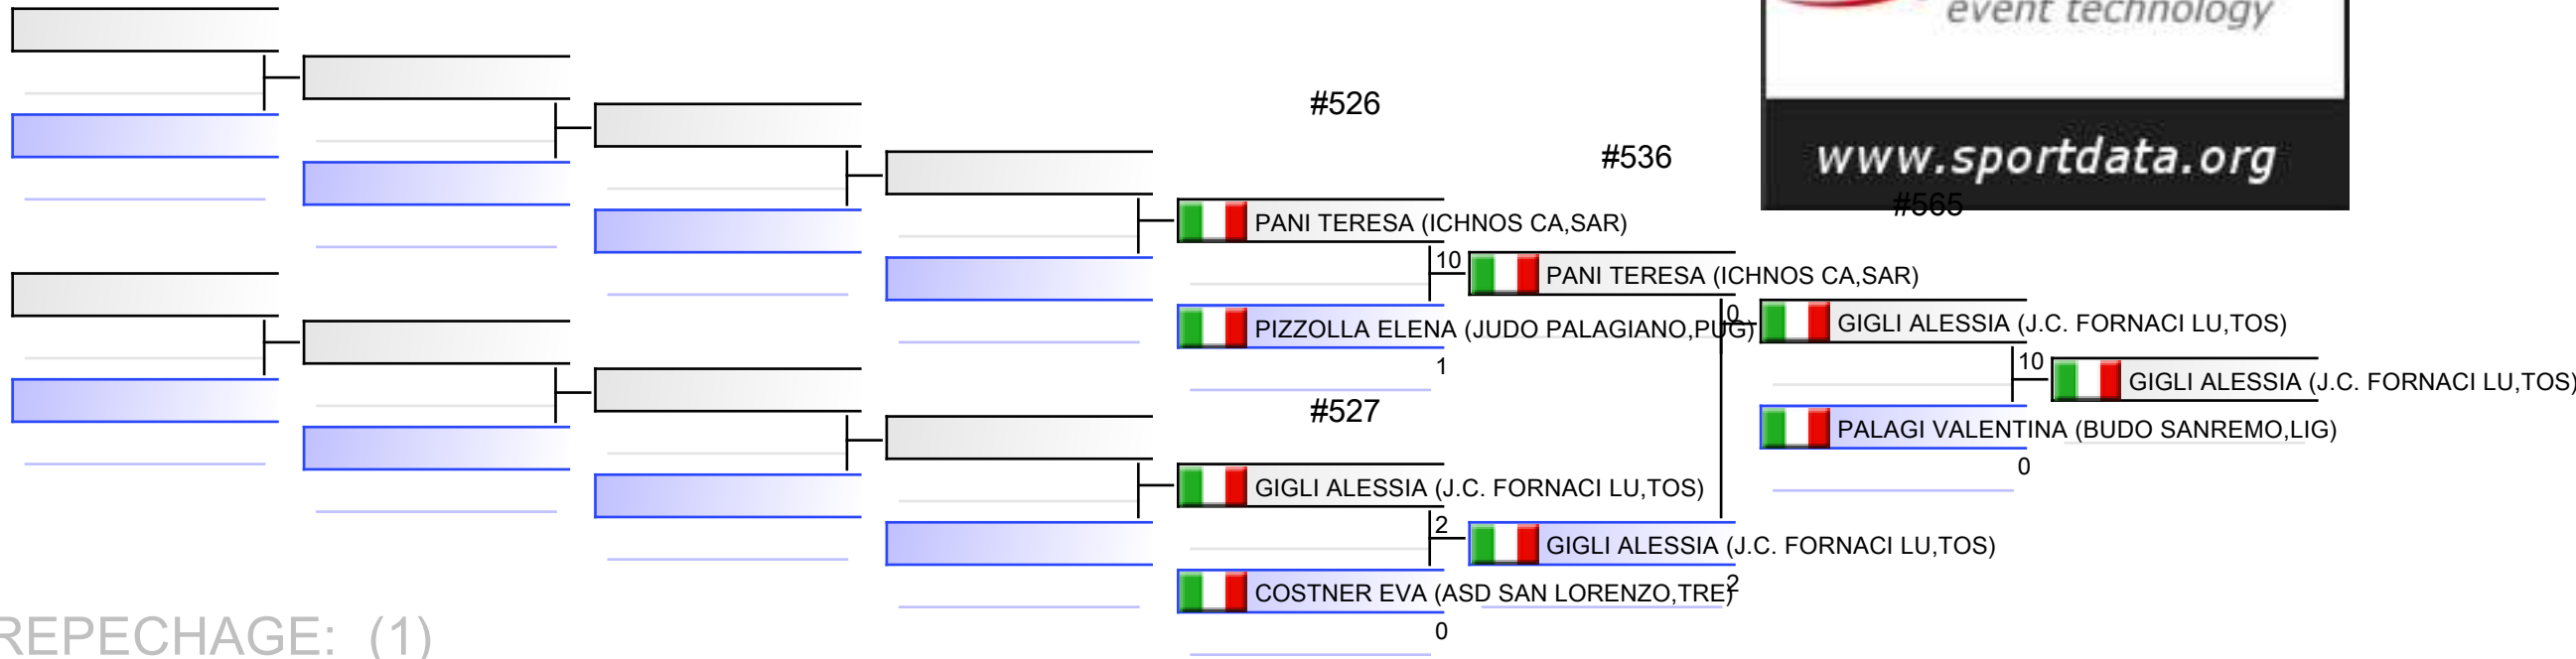 event technology
www.sportdata.org
#526
#536
#565
PANI TERESA (ICHNOS CA,SAR)
10
PANI TERESA (ICHNOS CA,SAR)
0
PIZZOLLA ELENA (JUDO PALAGIANO,PUG)
1
GIGLI ALESSIA (J.C. FORNACI LU,TOS)
10
GIGLI ALESSIA (J.C. FORNACI LU,TOS)
PALAGI VALENTINA (BUDO SANREMO,LIG)
0
#527
GIGLI ALESSIA (J.C. FORNACI LU,TOS)
2
GIGLI ALESSIA (J.C. FORNACI LU,TOS)
2
COSTNER EVA (ASD SAN LORENZO,TRE)
0
REPECHAGE: (1)